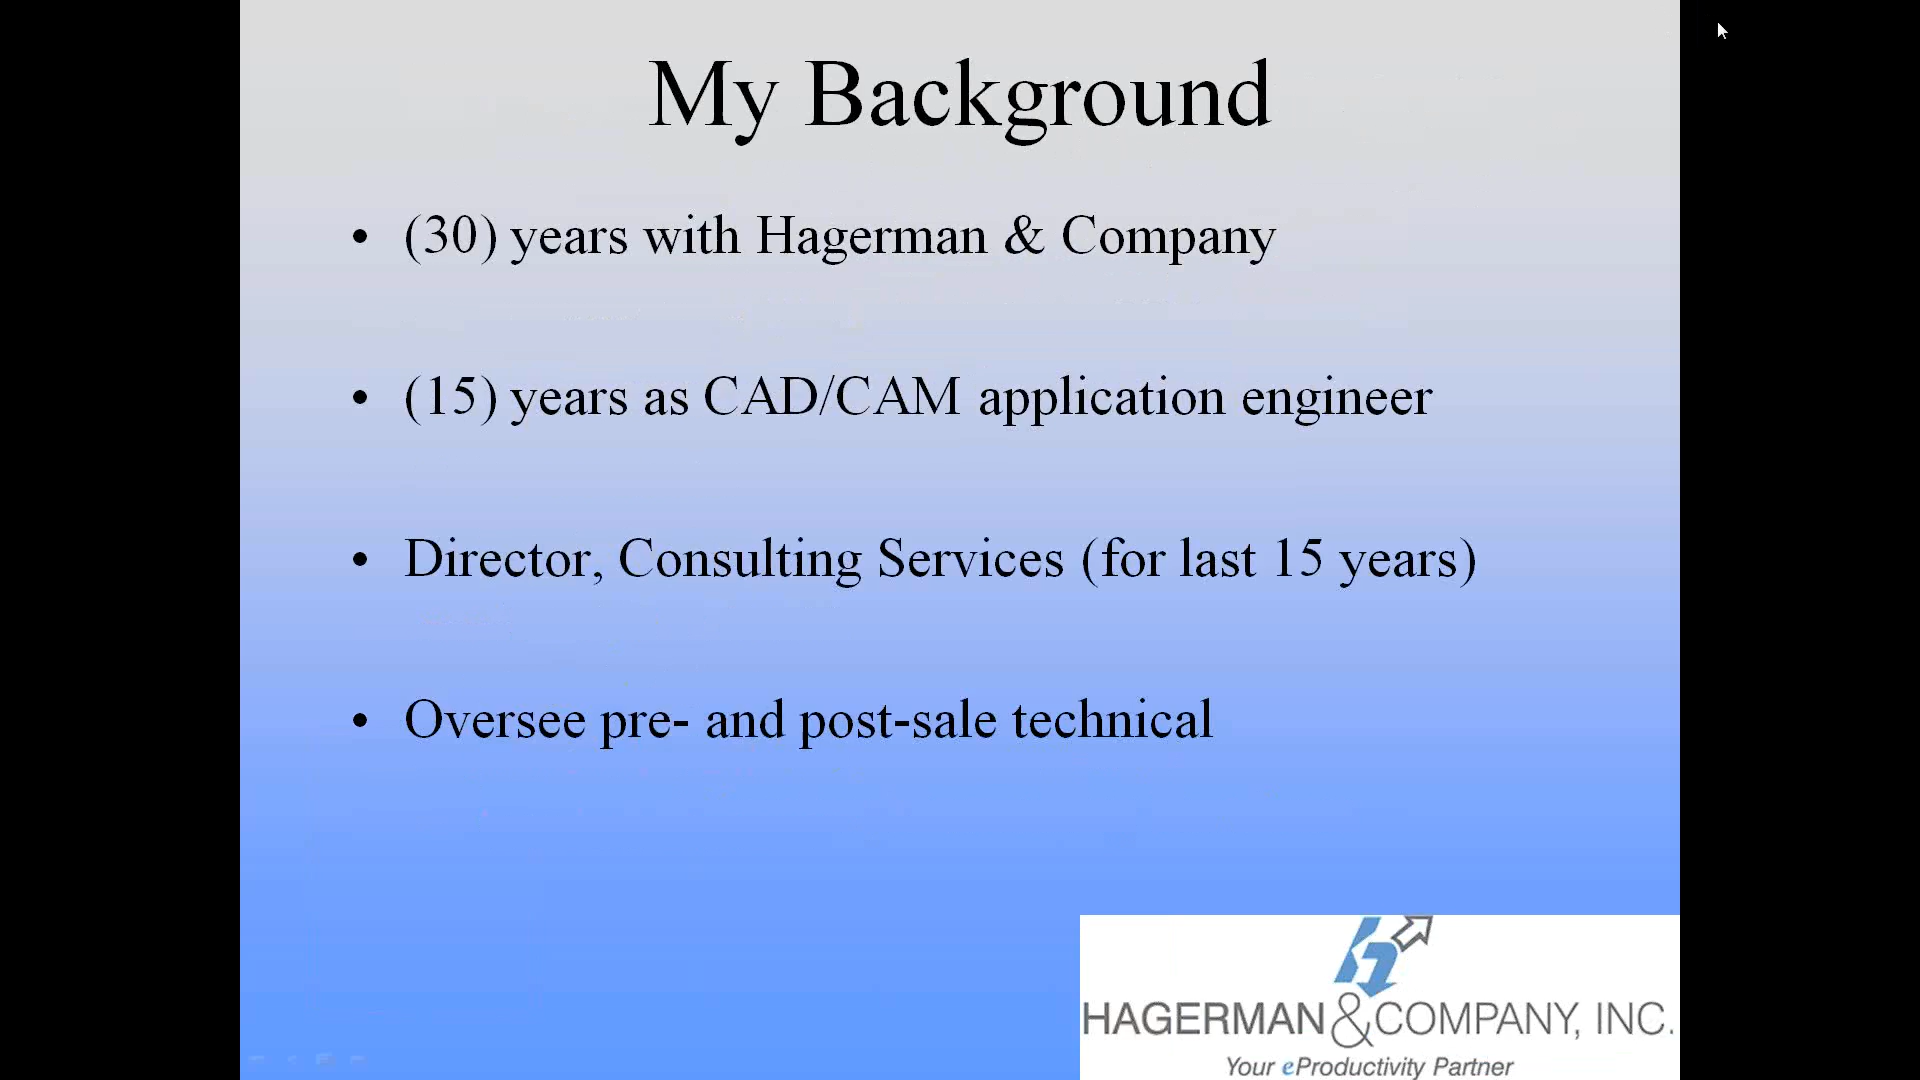 My Background
• (30) years with Hagerman & Company
• (15) years as CAD/CAM application engineer
• Director, Consulting Services (for last 15 years)
• Oversee pre- and post-sale technical
HAGERMAN & COMPANY, INC.
Your eProductivity Partner